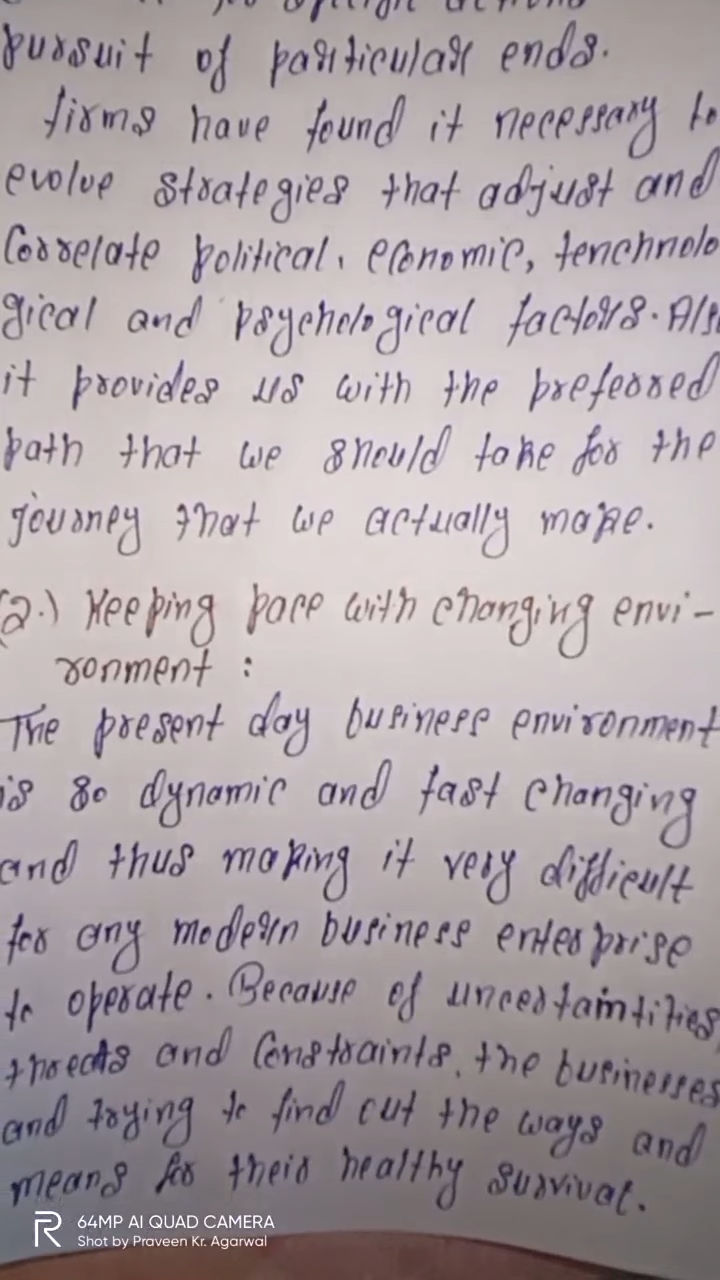 pursuit of particular ends.
firms have found it necessary to
evolve strategies that adjust and
Correlate political, economic, tenchnolo
gical and psychological factors. Als
it provides us with the preferred
path that we should take for the
journey that we actually make.
(2.) Keeping pace with changing envi-
ronment :
The present day business environment
is so dynamic and fast changing
and thus making it very difficult
for any modern business enterprise
to operate. Because of uncertaintities,
threats and Constraints, the businesses
and trying to find out the ways and
means for their healthy survival.
64MP AI QUAD CAMERA
Shot by Praveen Kr. Agarwal